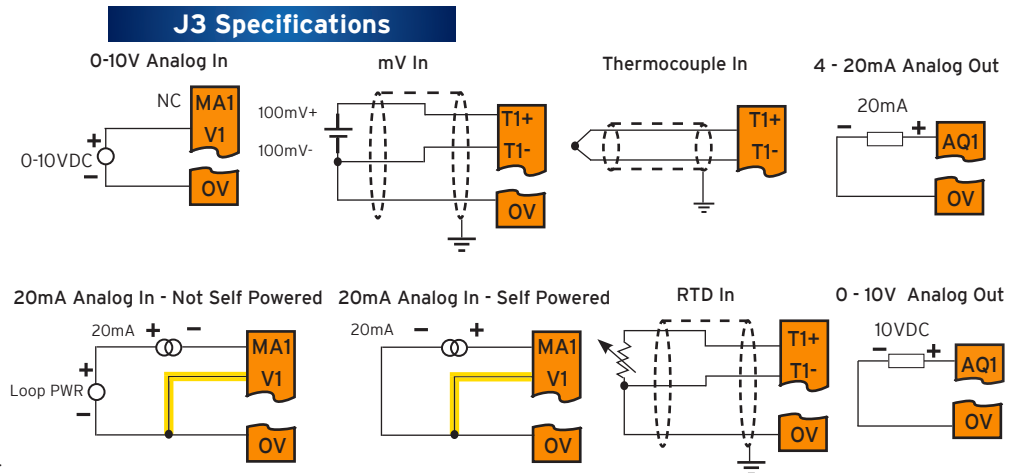 J3 Specifications
0-10V Analog In
NC
MA1
V1
+
0-10VDC
−
0V
mV In
100mV+
100mV-
T1+
T1-
0V
Thermocouple In
T1+
T1-
4 - 20mA Analog Out
20mA
− +
AQ1
0V
20mA Analog In - Not Self Powered
20mA + −
MA1
V1
+
Loop PWR
−
0V
20mA Analog In - Self Powered
20mA − +
MA1
V1
0V
RTD In
T1+
T1-
0V
0 - 10V Analog Out
10VDC
− +
AQ1
0V